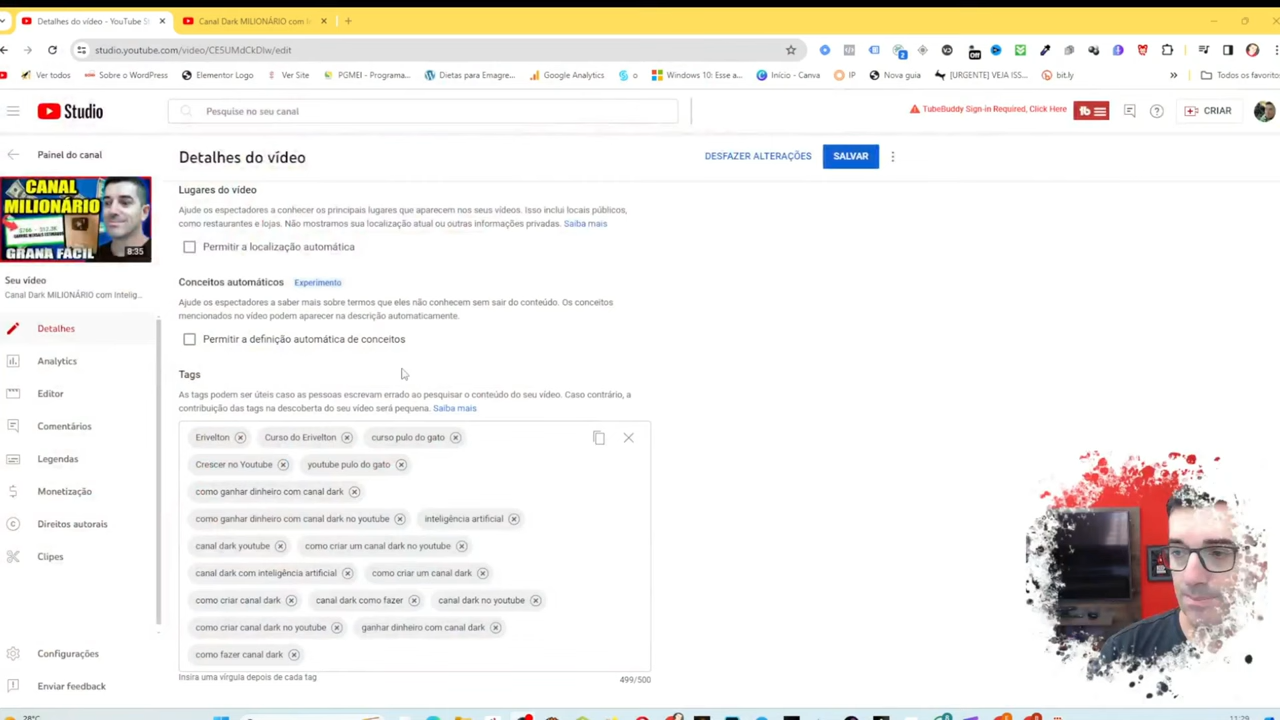 Detalhes do vídeo - YouTube S
Canal Dark MILIONÁRIO com I
studio.youtube.com/video/CE5UMdCkDIw/edit
Ver todos
Sobre o WordPress
Elementor Logo
Ver Site
PGMEI - Programa...
Dietas para Emagre...
Google Analytics
o
Windows 10: Esse a...
Início - Canva
IP
Nova guia
[URGENTE] VEJA ISS...
bit.ly
»
Todos os favorito
Studio
Pesquise no seu canal
TubeBuddy Sign-in Required, Click Here
tb
CRIAR
Painel do canal
Detalhes do vídeo
DESFAZER ALTERAÇÕES
SALVAR
CANAL
MILIONÁRIO
GRANA FÁCIL
8:35
Seu vídeo
Canal Dark MILIONÁRIO com Intelig...
Detalhes
Analytics
Editor
Comentários
Legendas
Monetização
Direitos autorais
Clipes
Configurações
Enviar feedback
Lugares do vídeo
Ajude os espectadores a conhecer os principais lugares que aparecem nos seus vídeos. Isso inclui locais públicos,
como restaurantes e lojas. Não mostramos sua localização atual ou outras informações privadas. Saiba mais
Permitir a localização automática
Conceitos automáticos Experimento
Ajude os espectadores a saber mais sobre termos que eles não conhecem sem sair do conteúdo. Os conceitos
mencionados no vídeo podem aparecer na descrição automaticamente.
Permitir a definição automática de conceitos
Tags
As tags podem ser úteis caso as pessoas escrevam errado ao pesquisar o conteúdo do seu vídeo. Caso contrário, a
contribuição das tags na descoberta do seu vídeo será pequena. Saiba mais
Erivelton
Curso do Erivelton
curso pulo do gato
Crescer no Youtube
youtube pulo do gato
como ganhar dinheiro com canal dark
como ganhar dinheiro com canal dark no youtube
inteligência artificial
canal dark youtube
como criar um canal dark no youtube
canal dark com inteligência artificial
como criar um canal dark
como criar canal dark
canal dark como fazer
canal dark no youtube
como criar canal dark no youtube
ganhar dinheiro com canal dark
como fazer canal dark
Insira uma vírgula depois de cada tag
499/500
28°C
11:29